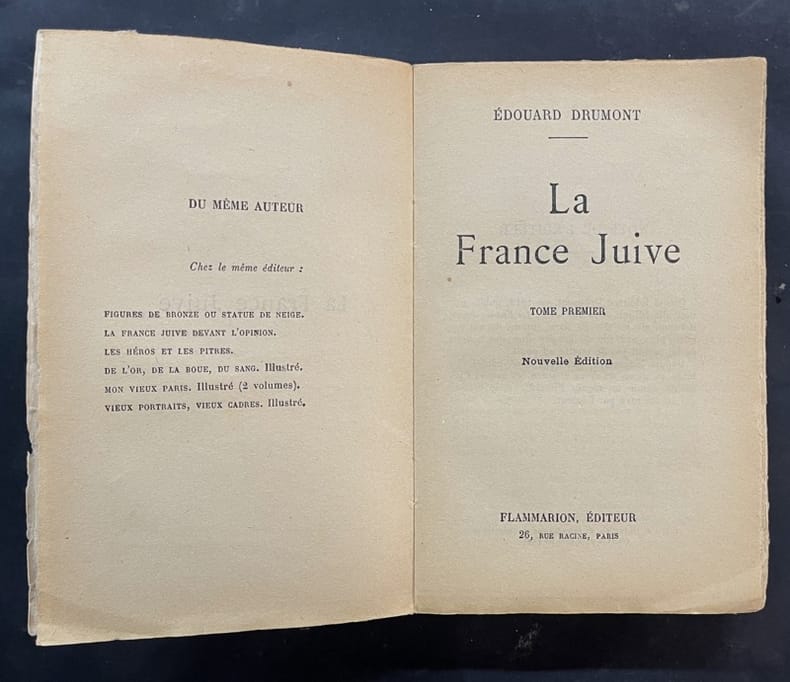 DU MÊME AUTEUR
Chez le même éditeur :
FIGURES DE BRONZE OU STATUE DE NEIGE.
LA FRANCE JUIVE DEVANT L'OPINION.
LES HÉROS ET LES PITRES.
DE L'OR, DE LA BOUE, DU SANG. Illustré.
MON VIEUX PARIS. Illustré (2 volumes).
VIEUX PORTRAITS, VIEUX CADRES. Illustré.
ÉDOUARD DRUMONT
La
France Juive
TOME PREMIER
Nouvelle Édition
FLAMMARION, ÉDITEUR
26, RUE RACINE, PARIS